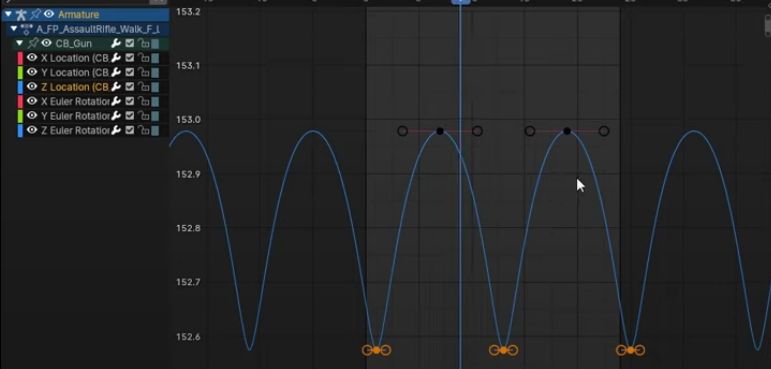 Armature
A_FP_AssaultRifle_Walk_F_L
CB_Gun
X Location (CB
Y Location (CB
Z Location (CB
X Euler Rotation
Y Euler Rotation
Z Euler Rotation
153.2
153.1
153.0
152.9
152.8
152.7
152.6